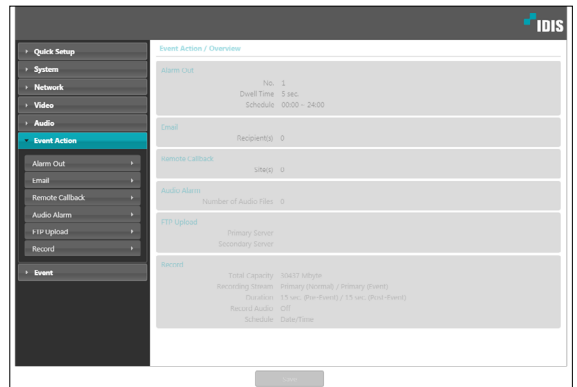 IDIS
Quick Setup
System
Network
Video
Audio
Event Action
Alarm Out
Email
Remote Callback
Audio Alarm
FTP Upload
Record
Event
Event Action / Overview
Alarm Out
No. 1
Dwell Time 5 sec.
Schedule 00:00 - 24:00
Email
Recipient(s) 0
Remote Callback
Site(s) 0
Audio Alarm
Number of Audio Files 0
FTP Upload
Primary Server
Secondary Server
Record
Total Capacity 30437 Mbyte
Recording Stream Primary (Normal) / Primary (Event)
Duration 15 sec. (Pre-Event) / 15 sec. (Post-Event)
Record Audio Off
Schedule Date/Time